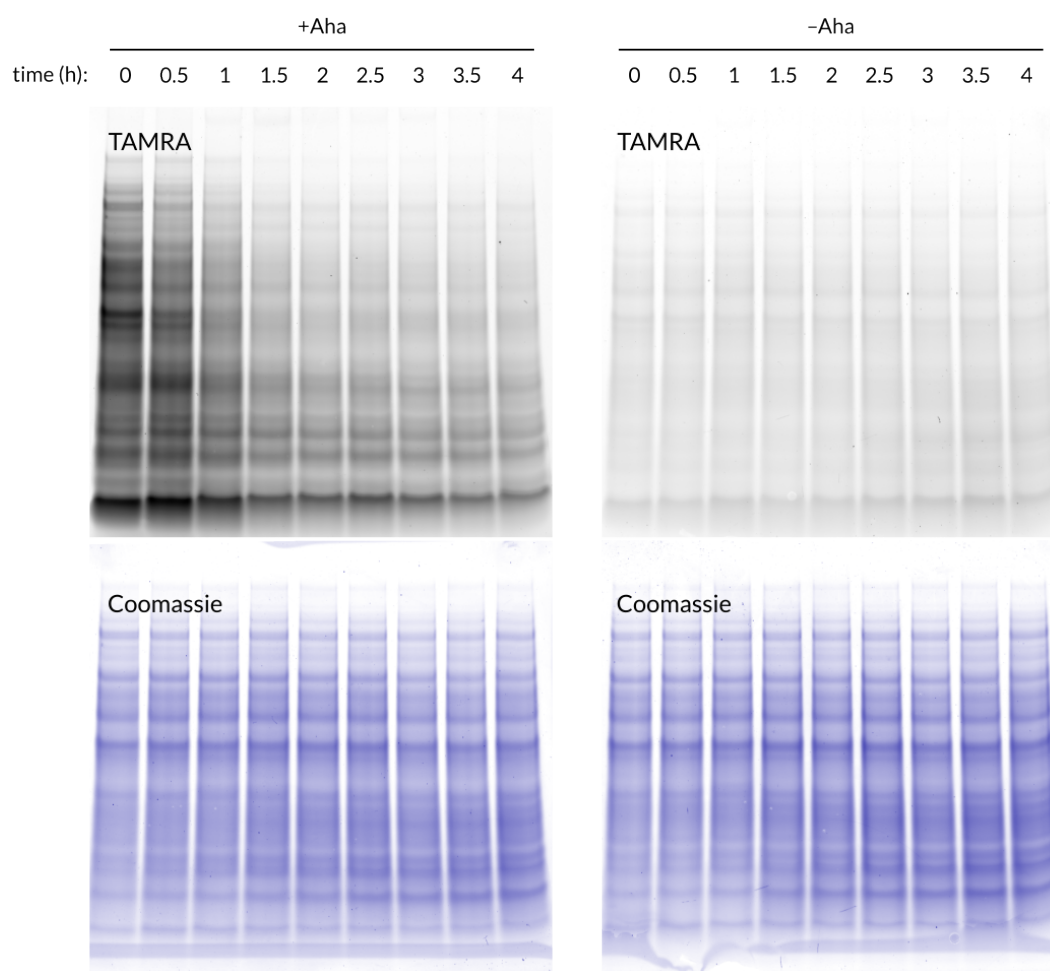 +Aha –Aha
time (h): 0 0.5 1 1.5 2 2.5 3 3.5 4 0 0.5 1 1.5 2 2.5 3 3.5 4
TAMRA TAMRA
Coomassie Coomassie